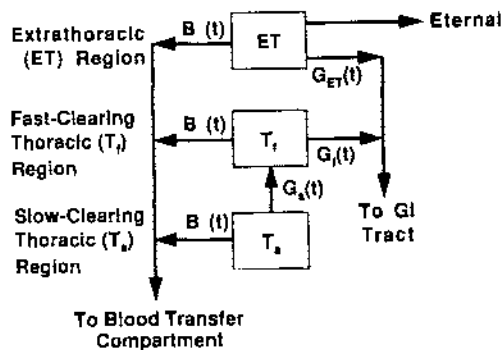 Extrathoracic
(ET) Region
B (t)
ET
Eternal
G_ET(t)
Fast-Clearing
Thoracic (T_f)
Region
B (t)
T_f
G_f(t)
G_s(t)
To GI
Tract
Slow-Clearing
Thoracic (T_s)
Region
B (t)
T_s
To Blood Transfer
Compartment